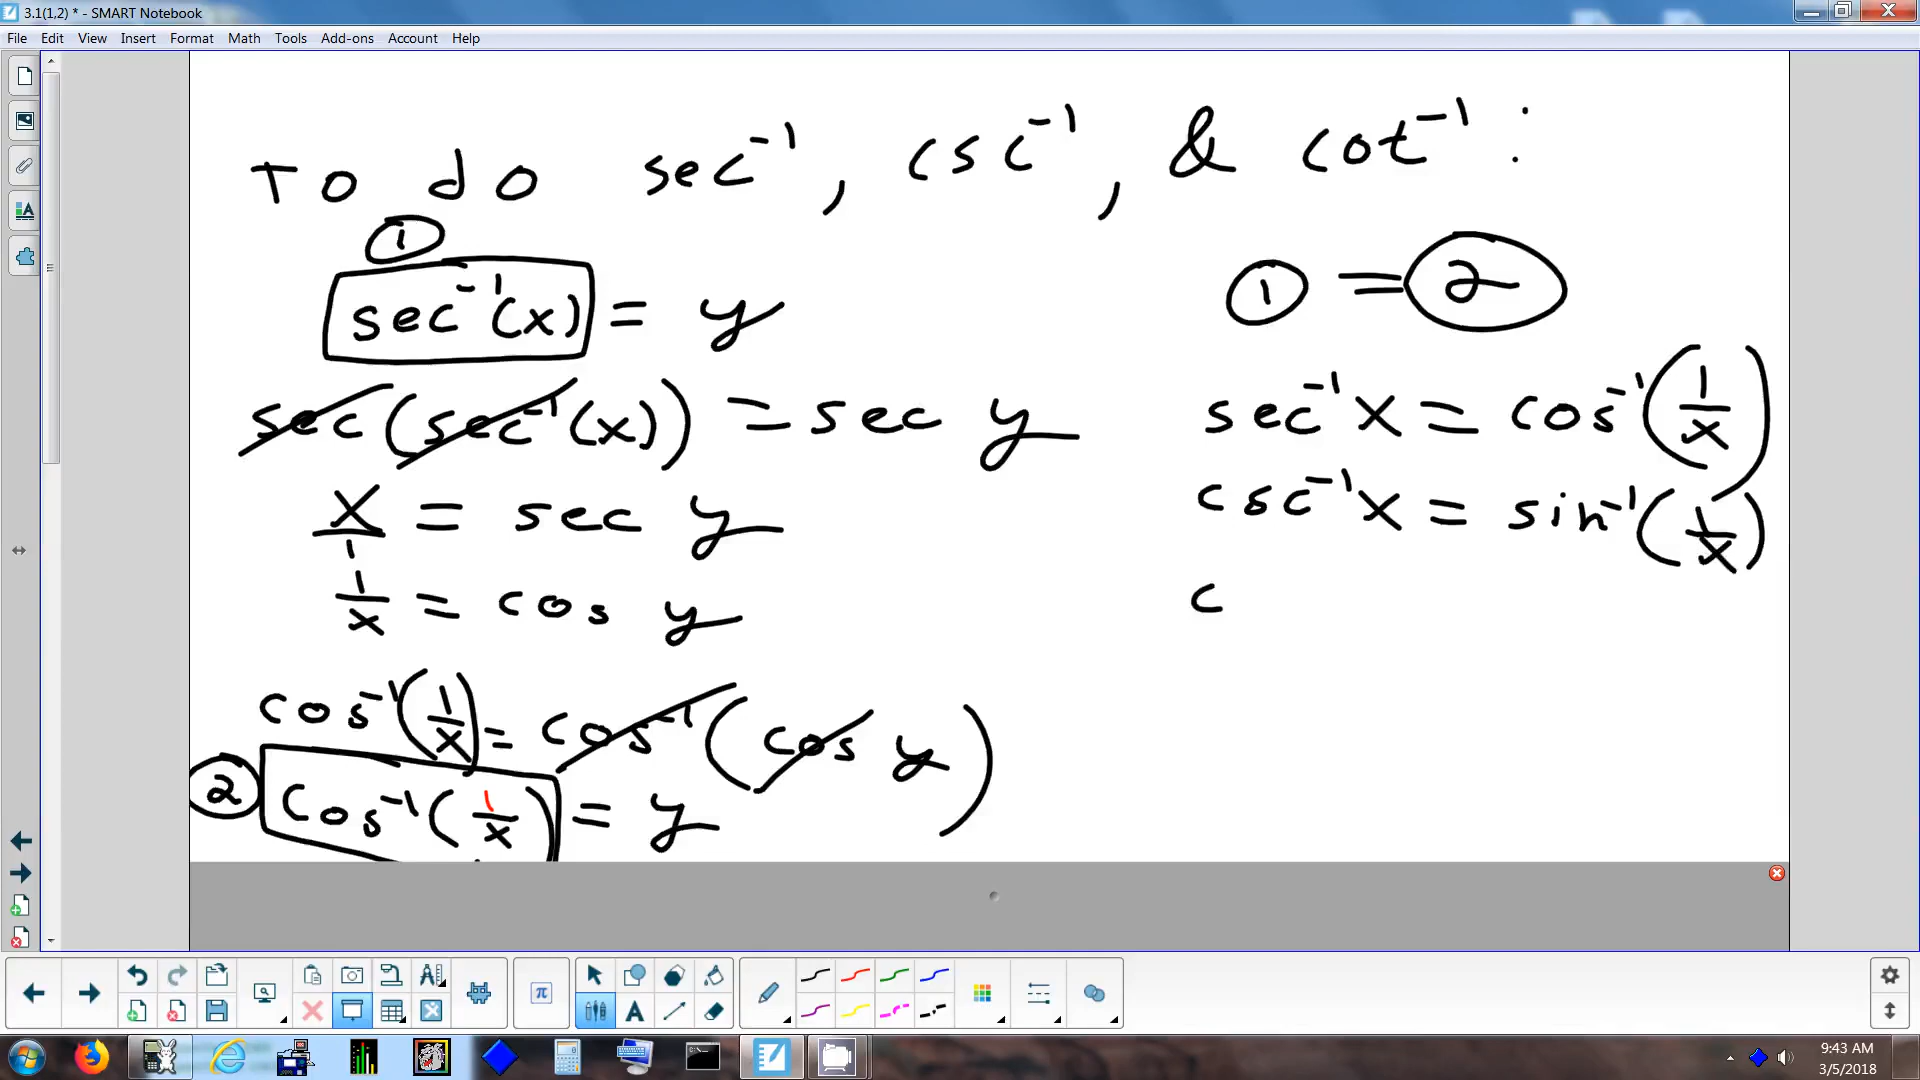 3.1(1,2) * - SMART Notebook
File Edit View Insert Format Math Tools Add-ons Account Help
To do sec⁻¹, csc⁻¹, & cot⁻¹ :
①
sec⁻¹(x) = y
① = ②
sec(sec⁻¹(x)) = sec y
x/1 = sec y
1/x = cos y
cos⁻¹(1/x) = cos⁻¹(cos y)
② cos⁻¹(1/x) = y
sec⁻¹x = cos⁻¹(1/x)
csc⁻¹x = sin⁻¹(1/x)
c
π
A
9:43 AM
3/5/2018